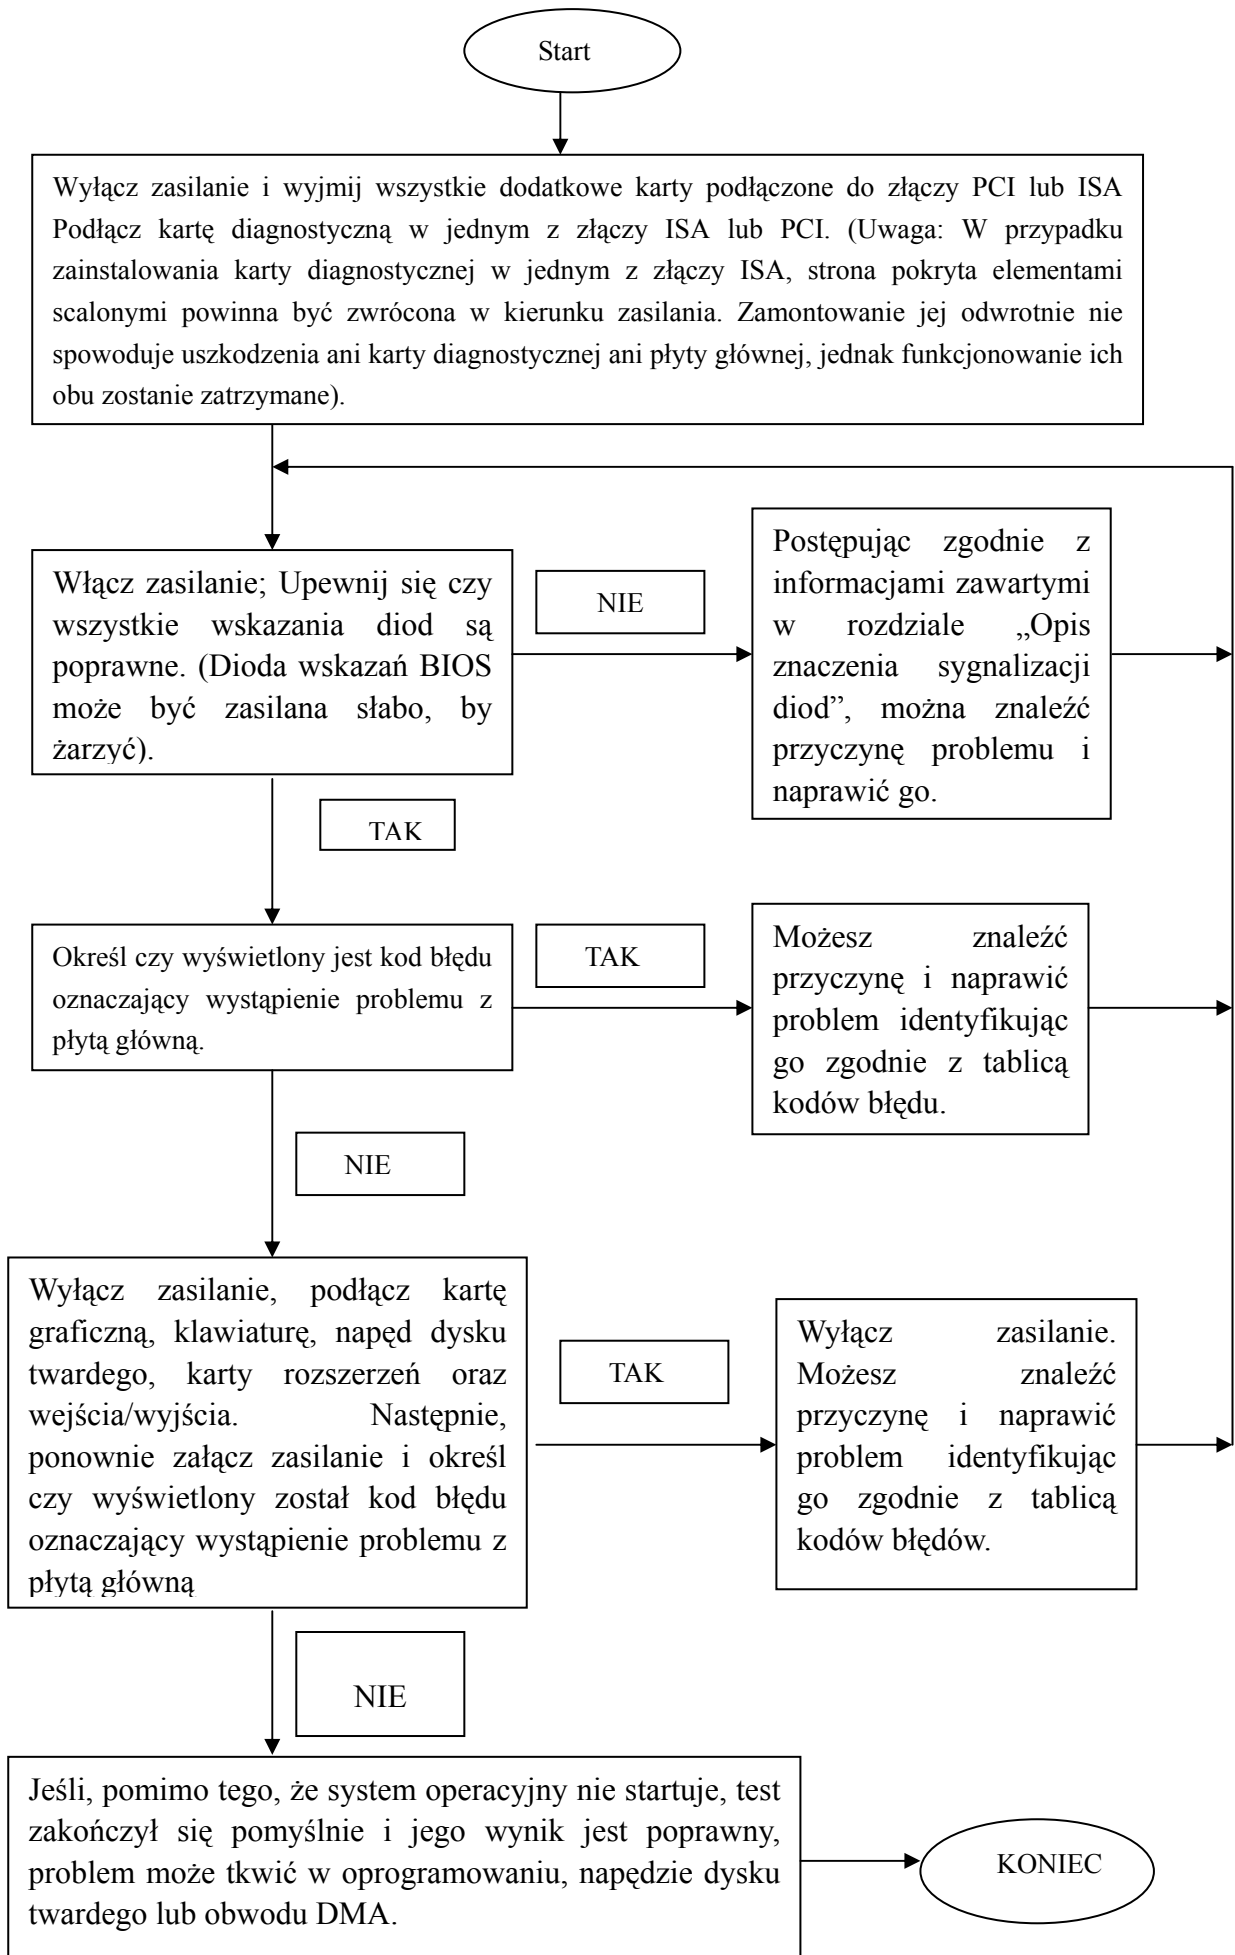 Start
Wyłącz zasilanie i wyjmij wszystkie dodatkowe karty podłączone do złączy PCI lub ISA
Podłącz kartę diagnostyczną w jednym z złączy ISA lub PCI. (Uwaga: W przypadku
zainstalowania karty diagnostycznej w jednym z złączy ISA, strona pokryta elementami
scalonymi powinna być zwrócona w kierunku zasilania. Zamontowanie jej odwrotnie nie
spowoduje uszkodzenia ani karty diagnostycznej ani płyty głównej, jednak funkcjonowanie ich
obu zostanie zatrzymane).
Włącz zasilanie; Upewnij się czy
wszystkie wskazania diod są
poprawne. (Dioda wskazań BIOS
może być zasilana słabo, by
żarzyć).
NIE
Postępując zgodnie z
informacjami zawartymi
w rozdziale „Opis
znaczenia sygnalizacji
diod”, można znaleźć
przyczynę problemu i
naprawić go.
TAK
Określ czy wyświetlony jest kod błędu
oznaczający wystąpienie problemu z
płytą główną.
TAK
Możesz znaleźć
przyczynę i naprawić
problem identyfikując
go zgodnie z tablicą
kodów błędu.
NIE
Wyłącz zasilanie, podłącz kartę
graficzną, klawiaturę, napęd dysku
twardego, karty rozszerzeń oraz
wejścia/wyjścia. Następnie,
ponownie załącz zasilanie i określ
czy wyświetlony został kod błędu
oznaczający wystąpienie problemu z
płytą główną
TAK
Wyłącz zasilanie.
Możesz znaleźć
przyczynę i naprawić
problem identyfikując
go zgodnie z tablicą
kodów błędów.
NIE
Jeśli, pomimo tego, że system operacyjny nie startuje, test
zakończył się pomyślnie i jego wynik jest poprawny,
problem może tkwić w oprogramowaniu, napędzie dysku
twardego lub obwodu DMA.
KONIEC